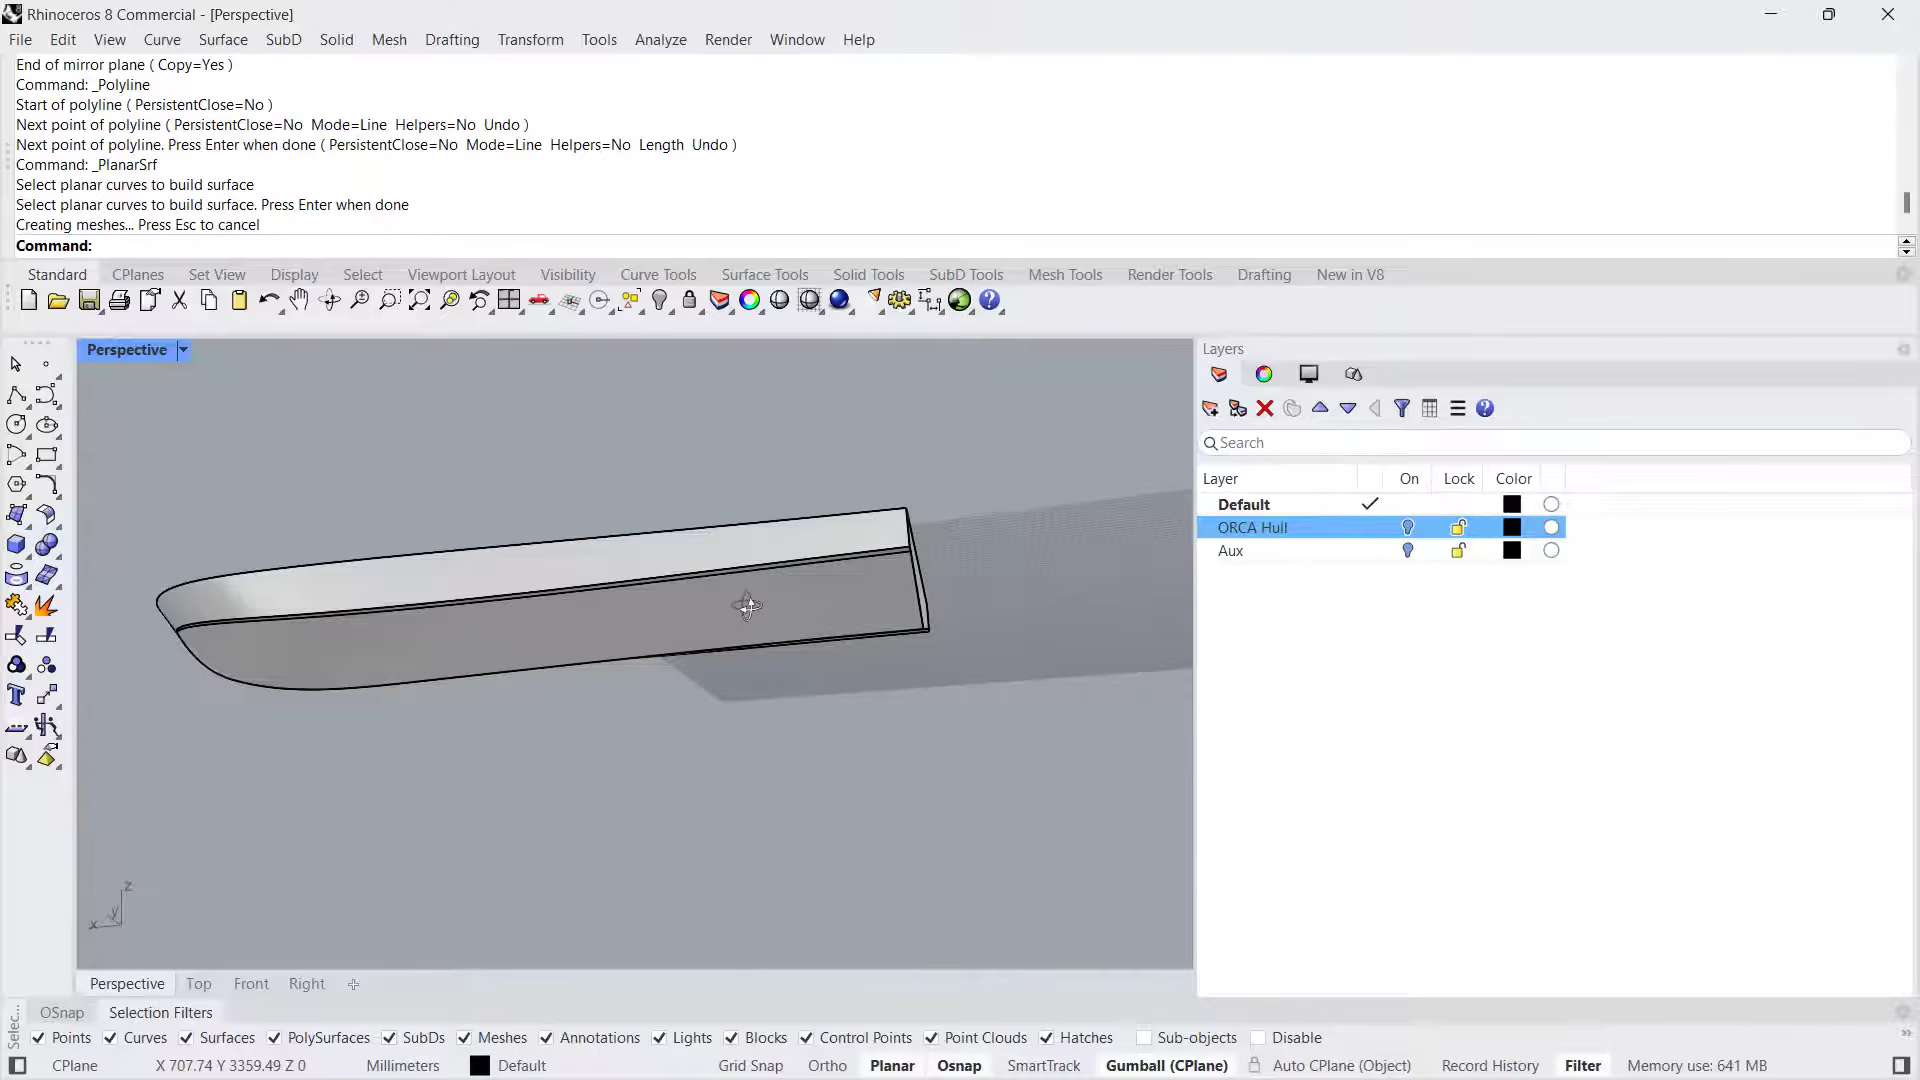 Rhinoceros 8 Commercial - [Perspective]
File Edit View Curve Surface SubD Solid Mesh Drafting Transform Tools Analyze Render Window Help
End of mirror plane ( Copy=Yes )
Command: _Polyline
Start of polyline ( PersistentClose=No )
Next point of polyline ( PersistentClose=No Mode=Line Helpers=No Undo )
Next point of polyline. Press Enter when done ( PersistentClose=No Mode=Line Helpers=No Length Undo )
Command: _PlanarSrf
Select planar curves to build surface
Select planar curves to build surface. Press Enter when done
Creating meshes... Press Esc to cancel
Command:
Standard CPlanes Set View Display Select Viewport Layout Visibility Curve Tools Surface Tools Solid Tools SubD Tools Mesh Tools Render Tools Drafting New in V8
Perspective
Layers
Search
Layer On Lock Color
Default
ORCA Hull
Aux
z
y
x
Perspective Top Front Right
Selec...
OSnap Selection Filters
Points Curves Surfaces PolySurfaces SubDs Meshes Annotations Lights Blocks Control Points Point Clouds Hatches Sub-objects Disable
CPlane X 707.74 Y 3359.49 Z 0 Millimeters Default Grid Snap Ortho Planar Osnap SmartTrack Gumball (CPlane) Auto CPlane (Object) Record History Filter Memory use: 641 MB